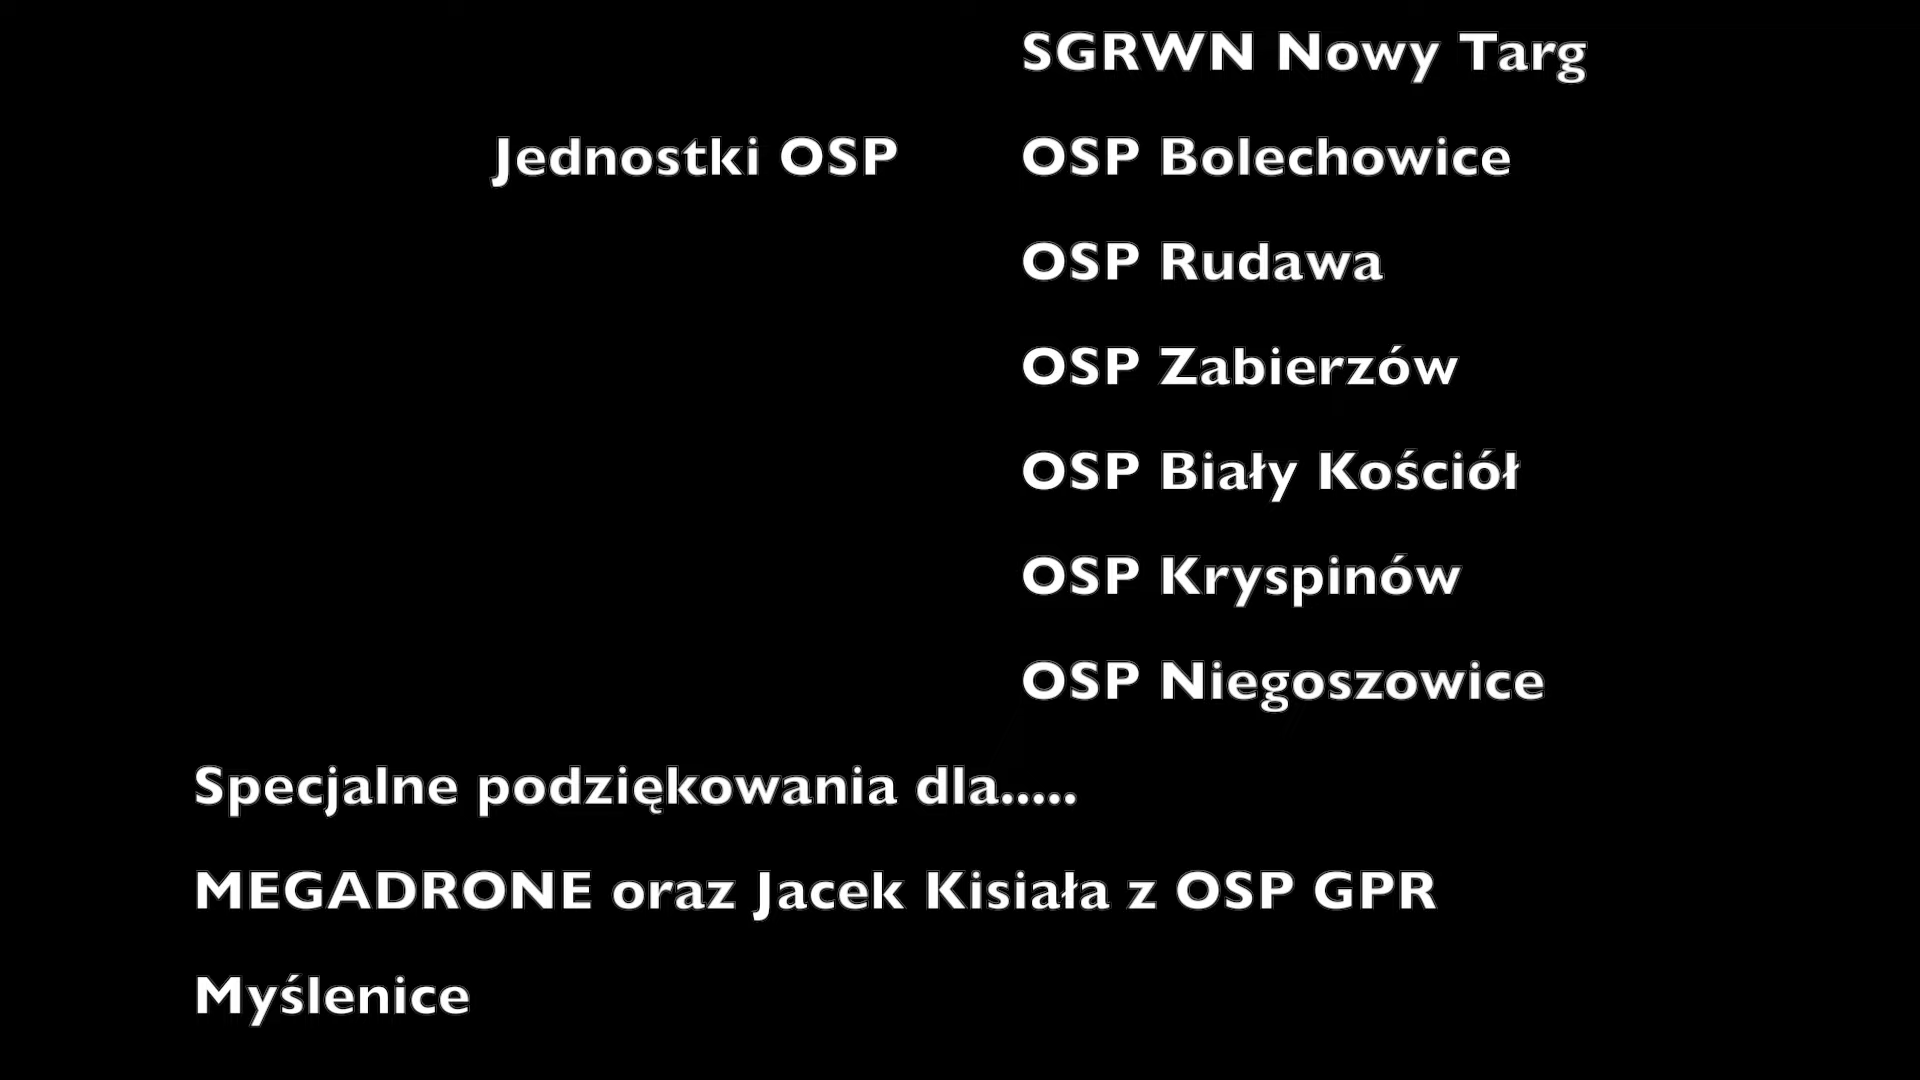 SGRWN Nowy Targ
Jednostki OSP OSP Bolechowice
OSP Rudawa
OSP Zabierzów
OSP Biały Kościół
OSP Kryspinów
OSP Niegoszowice
Specjalne podziękowania dla.....
MEGADRONE oraz Jacek Kisiała z OSP GPR
Myślenice